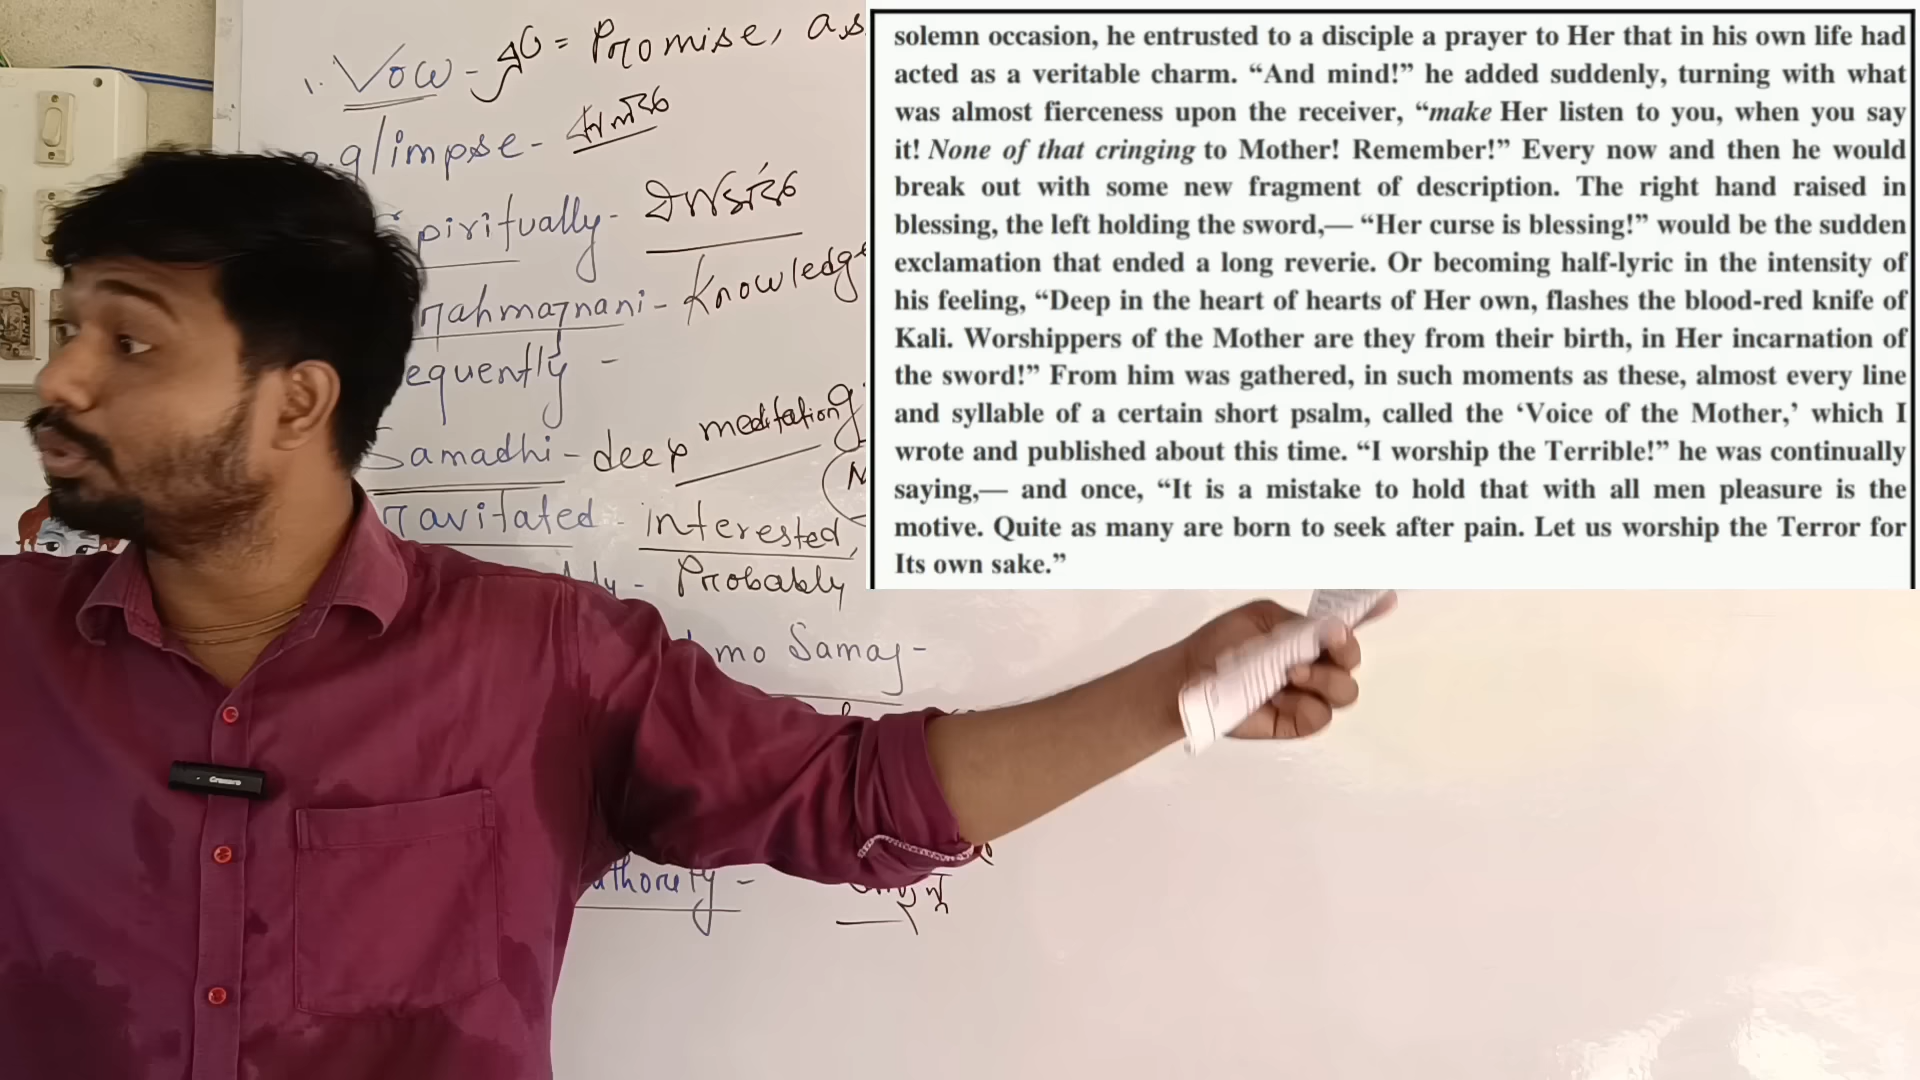 1. Vow - = Promise, as
glimpse -
Spiritually -
rahmajnani - Knowledge
equently -
Samadhi - deep meditation
ravitated - interested,
ly - Probably
mo Samaj -
uthority -
solemn occasion, he entrusted to a disciple a prayer to Her that in his own life had
acted as a veritable charm. “And mind!” he added suddenly, turning with what
was almost fierceness upon the receiver, “make Her listen to you, when you say
it! None of that cringing to Mother! Remember!” Every now and then he would
break out with some new fragment of description. The right hand raised in
blessing, the left holding the sword,— “Her curse is blessing!” would be the sudden
exclamation that ended a long reverie. Or becoming half-lyric in the intensity of
his feeling, “Deep in the heart of hearts of Her own, flashes the blood-red knife of
Kali. Worshippers of the Mother are they from their birth, in Her incarnation of
the sword!” From him was gathered, in such moments as these, almost every line
and syllable of a certain short psalm, called the ‘Voice of the Mother,’ which I
wrote and published about this time. “I worship the Terrible!” he was continually
saying,— and once, “It is a mistake to hold that with all men pleasure is the
motive. Quite as many are born to seek after pain. Let us worship the Terror for
Its own sake.”